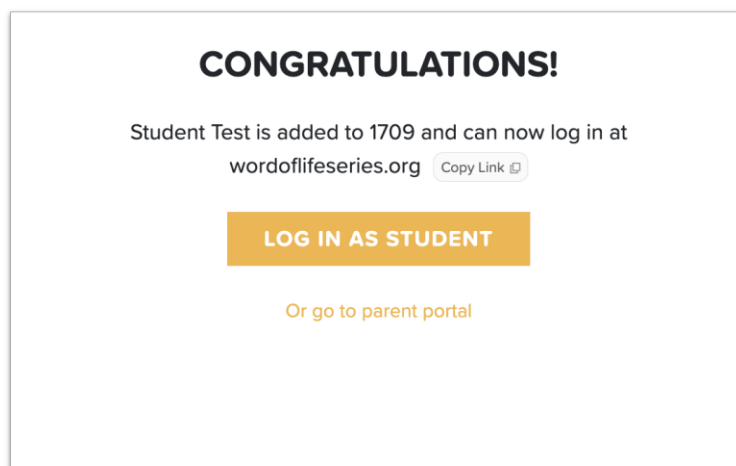 CONGRATULATIONS!
Student Test is added to 1709 and can now log in at
wordoflifeseries.org Copy Link
LOG IN AS STUDENT
Or go to parent portal